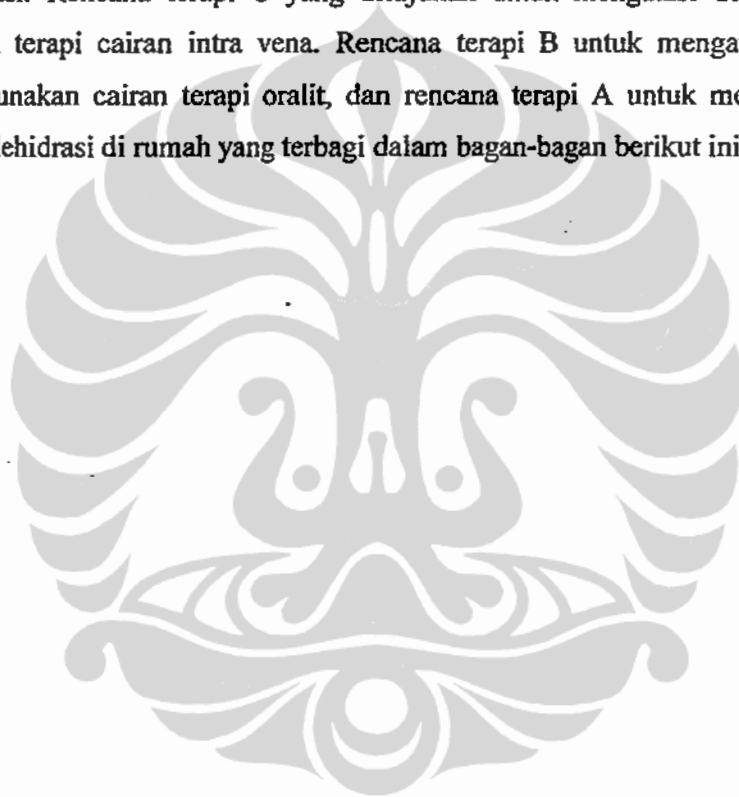 terapi cairan intra vena. Rencana terapi B untuk menga
unakan cairan terapi oralit, dan rencana terapi A untuk me
ehidrasi di rumah yang terbagi dalam bagan-bagan berikut ini